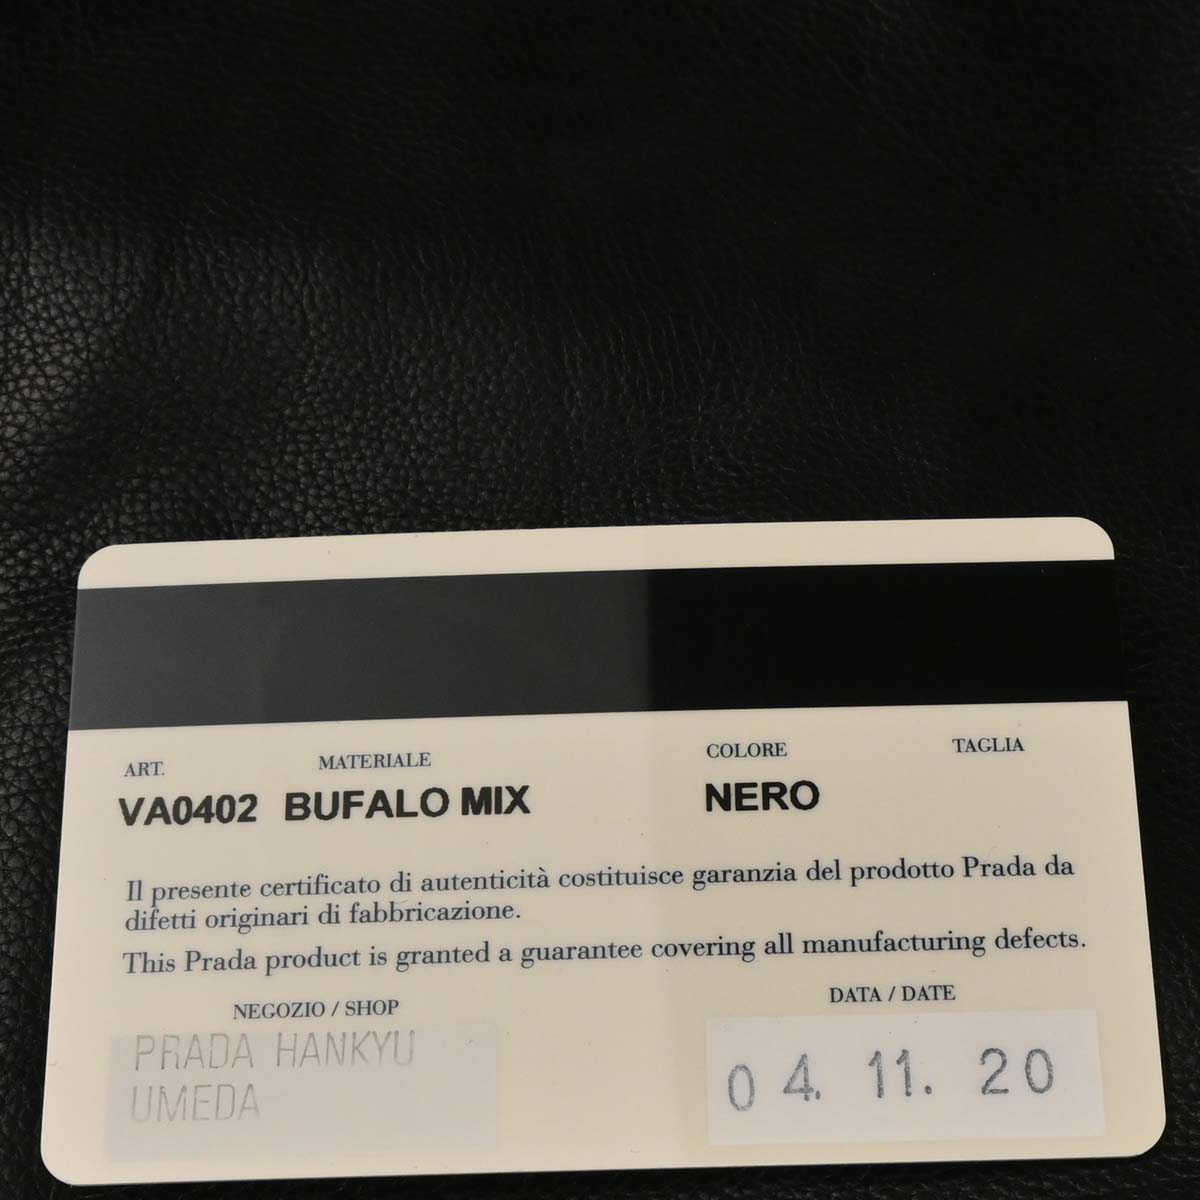 ART. MATERIALE COLORE TAGLIA
VA0402 BUFALO MIX NERO
Il presente certificato di autenticità costituisce garanzia del prodotto Prada da
difetti originari di fabbricazione.
This Prada product is granted a guarantee covering all manufacturing defects.
NEGOZIO / SHOP DATA / DATE
PRADA HANKYU
UMEDA
04. 11. 20